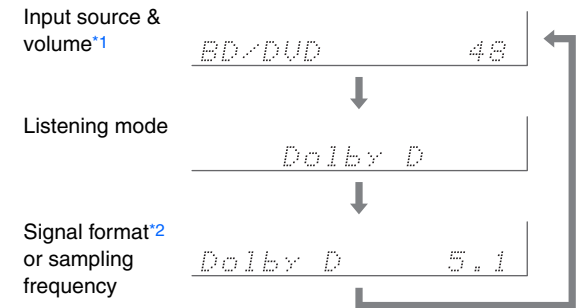 Input source &
volume*1
BD/DVD 48
Listening mode
Dolby D
Signal format*2
or sampling
frequency
Dolby D 5.1